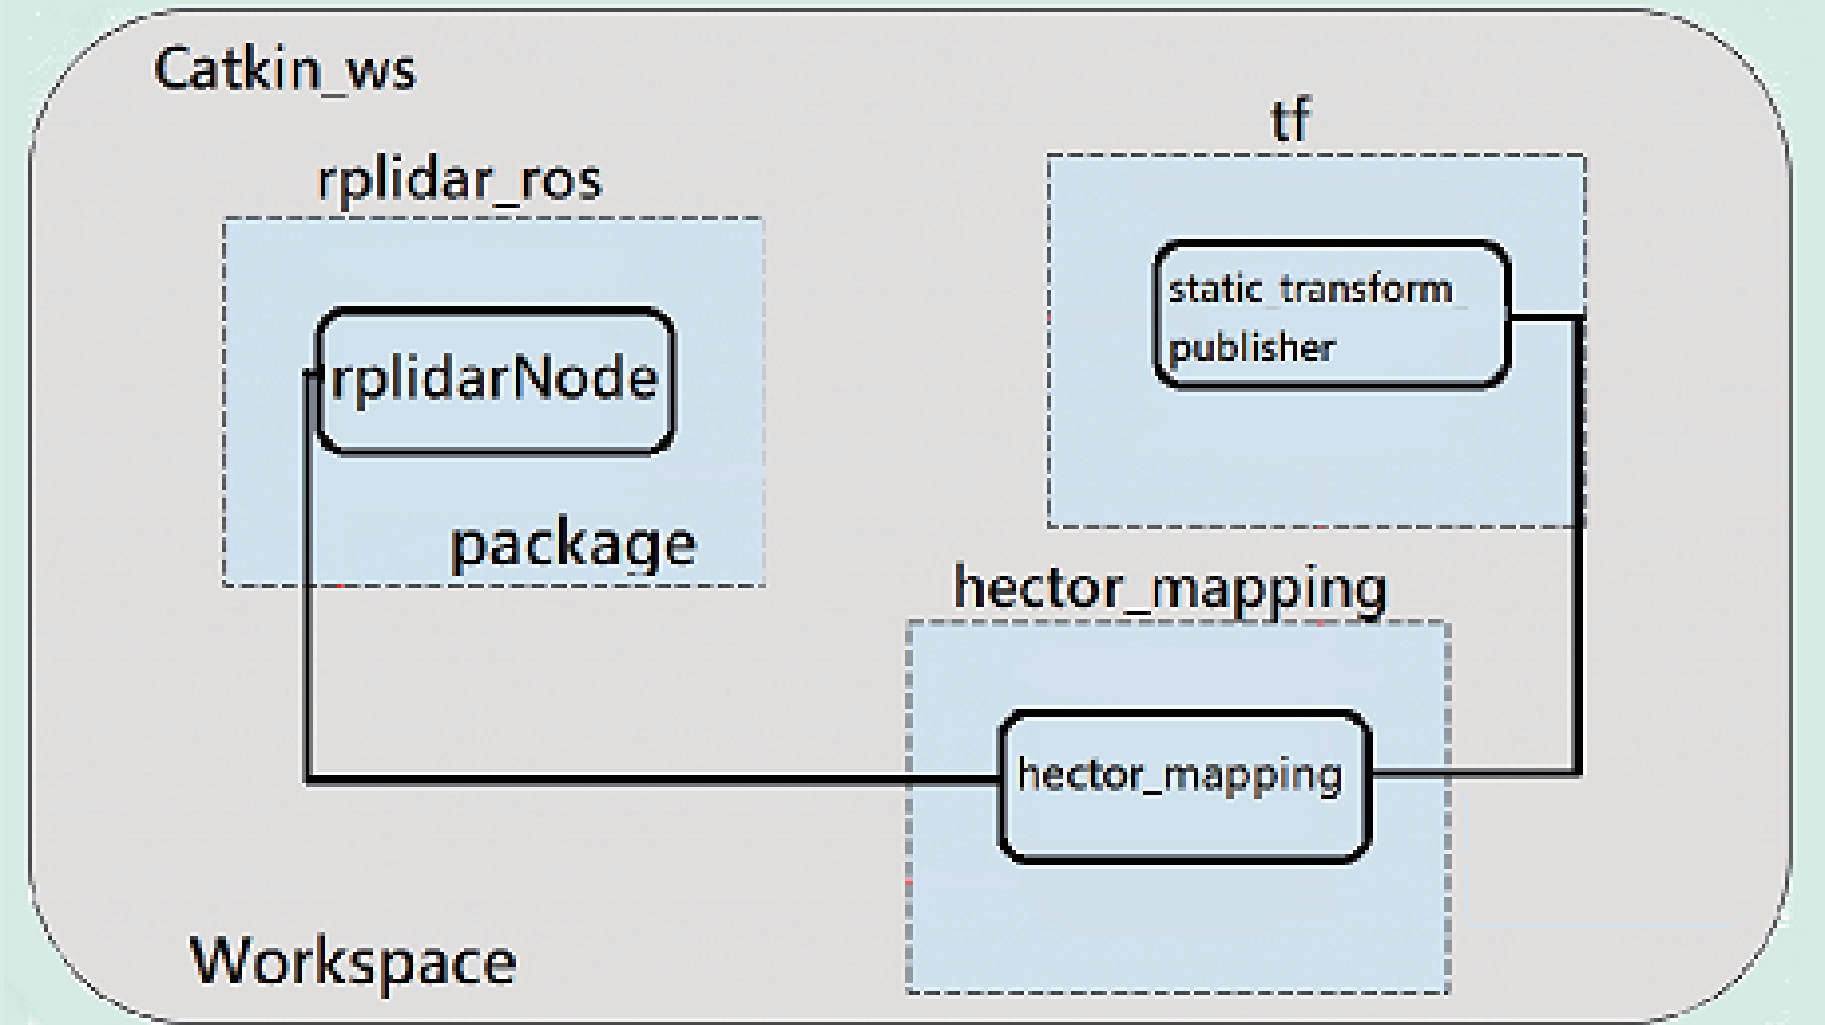 Catkin_ws
tf
rplidar_ros
static_transform_
publisher
rplidarNode
package
hector_mapping
hector_mapping
Workspace